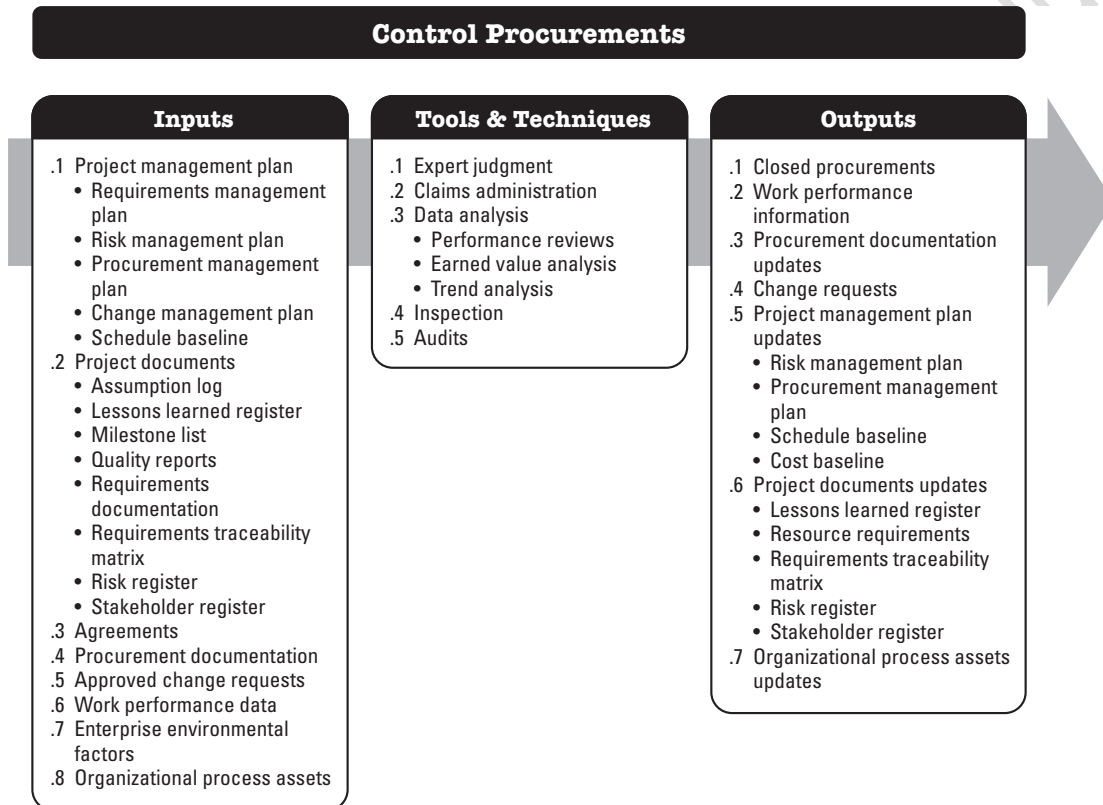 Control Procurements
Inputs
.1 Project management plan
• Requirements management
plan
• Risk management plan
• Procurement management
plan
• Change management plan
• Schedule baseline
.2 Project documents
• Assumption log
• Lessons learned register
• Milestone list
• Quality reports
• Requirements
documentation
• Requirements traceability
matrix
• Risk register
• Stakeholder register
.3 Agreements
.4 Procurement documentation
.5 Approved change requests
.6 Work performance data
.7 Enterprise environmental
factors
.8 Organizational process assets
Tools & Techniques
.1 Expert judgment
.2 Claims administration
.3 Data analysis
• Performance reviews
• Earned value analysis
• Trend analysis
.4 Inspection
.5 Audits
Outputs
.1 Closed procurements
.2 Work performance
information
.3 Procurement documentation
updates
.4 Change requests
.5 Project management plan
updates
• Risk management plan
• Procurement management
plan
• Schedule baseline
• Cost baseline
.6 Project documents updates
• Lessons learned register
• Resource requirements
• Requirements traceability
matrix
• Risk register
• Stakeholder register
.7 Organizational process assets
updates